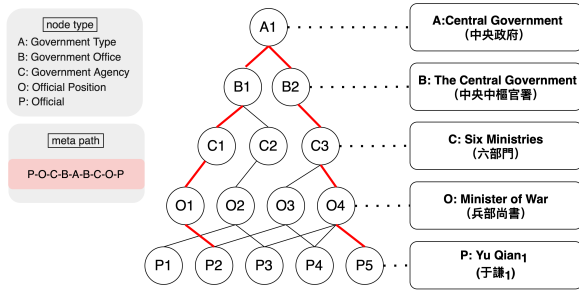 node type
A: Government Type
B: Government Office
C: Government Agency
O: Official Position
P: Official
meta path
P-O-C-B-A-B-C-O-P
A1
B1
B2
C1
C2
C3
O1
O2
O3
O4
P1
P2
P3
P4
P5
A:Central Government
(中央政府)
B: The Central Government
(中央中樞官署)
C: Six Ministries
(六部門)
O: Minister of War
(兵部尚書)
P: Yu Qian1
(于谦1)